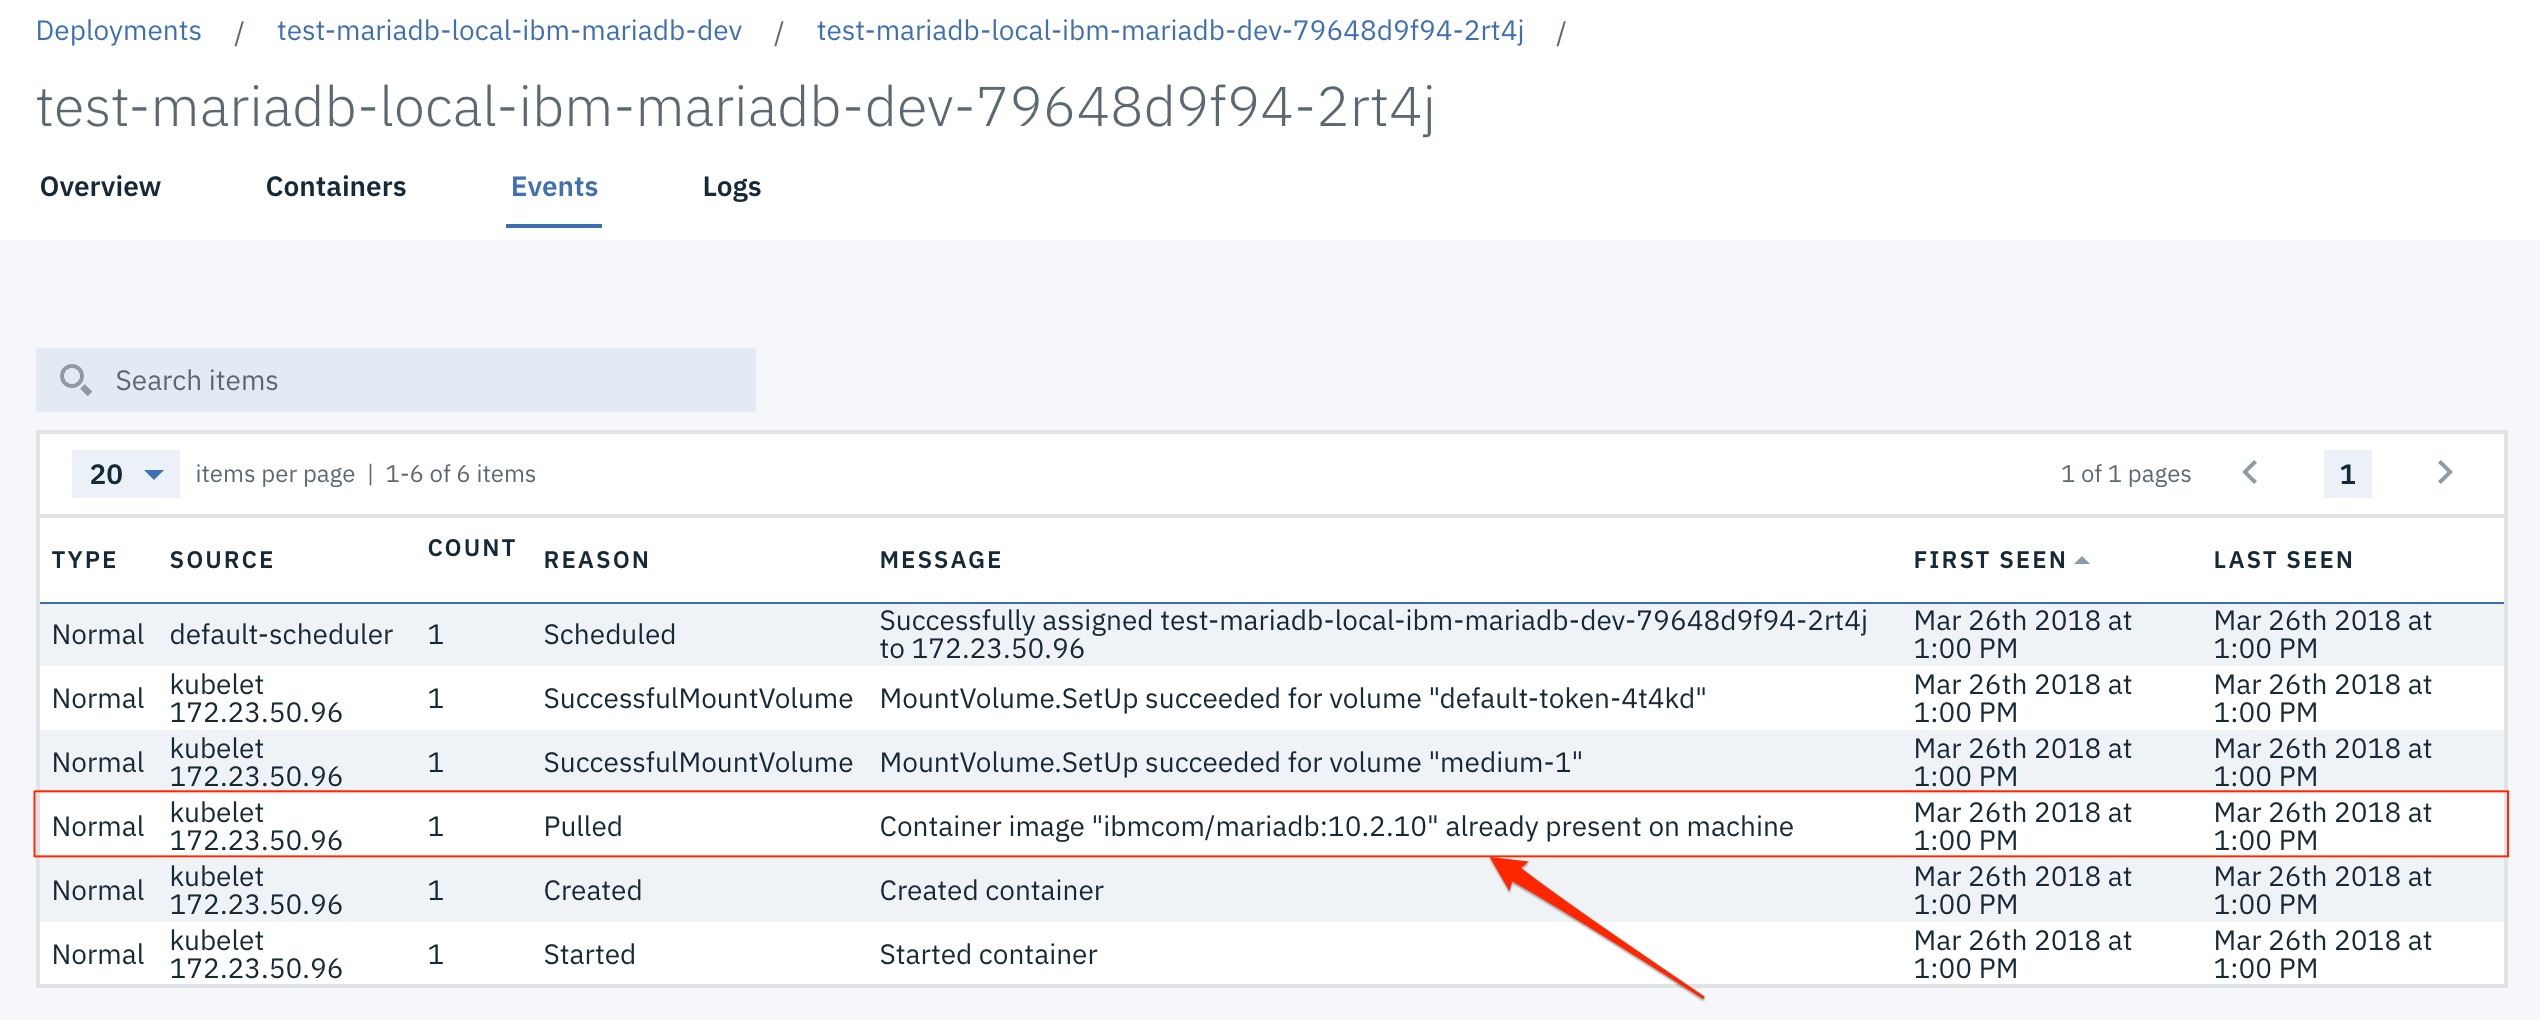 Deployments / test-mariadb-local-ibm-mariadb-dev / test-mariadb-local-ibm-mariadb-dev-79648d9f94-2rt4j /
test-mariadb-local-ibm-mariadb-dev-79648d9f94-2rt4j
Overview Containers Events Logs
Search items
20 items per page | 1-6 of 6 items 1 of 1 pages 1
TYPE SOURCE COUNT REASON MESSAGE FIRST SEEN LAST SEEN
Normal default-scheduler 1 Scheduled Successfully assigned test-mariadb-local-ibm-mariadb-dev-79648d9f94-2rt4j Mar 26th 2018 at Mar 26th 2018 at
to 172.23.50.96 1:00 PM 1:00 PM
Normal kubelet 1 SuccessfulMountVolume MountVolume.SetUp succeeded for volume "default-token-4t4kd" Mar 26th 2018 at Mar 26th 2018 at
172.23.50.96 1:00 PM 1:00 PM
Normal kubelet 1 SuccessfulMountVolume MountVolume.SetUp succeeded for volume "medium-1" Mar 26th 2018 at Mar 26th 2018 at
172.23.50.96 1:00 PM 1:00 PM
Normal kubelet 1 Pulled Container image "ibmcom/mariadb:10.2.10" already present on machine Mar 26th 2018 at Mar 26th 2018 at
172.23.50.96 1:00 PM 1:00 PM
Normal kubelet 1 Created Created container Mar 26th 2018 at Mar 26th 2018 at
172.23.50.96 1:00 PM 1:00 PM
Normal kubelet 1 Started Started container Mar 26th 2018 at Mar 26th 2018 at
172.23.50.96 1:00 PM 1:00 PM